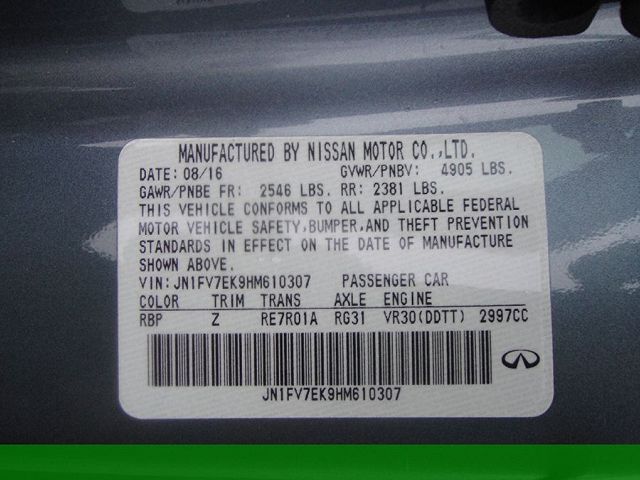 MANUFACTURED BY NISSAN MOTOR CO.,LTD.
DATE: 08/16 GVWR/PNBV: 4905 LBS.
GAWR/PNBE FR: 2546 LBS. RR: 2381 LBS.
THIS VEHICLE CONFORMS TO ALL APPLICABLE FEDERAL
MOTOR VEHICLE SAFETY,BUMPER,AND THEFT PREVENTION
STANDARDS IN EFFECT ON THE DATE OF MANUFACTURE
SHOWN ABOVE.
VIN: JN1FV7EK9HM610307 PASSENGER CAR
COLOR TRIM TRANS AXLE ENGINE
RBP Z RE7R01A RG31 VR30(DDTT) 2997CC
JN1FV7EK9HM610307